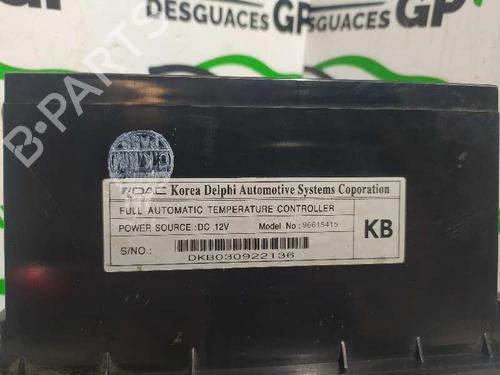 DESGUACES GP
DESGUACES GP
B-PARTS
KDAC Korea Delphi Automotive Systems Coporation
FULL AUTOMATIC TEMPERATURE CONTROLLER
POWER SOURCE :DC 12V Model No :96615415
KB
S/NO.:
DKB030922136